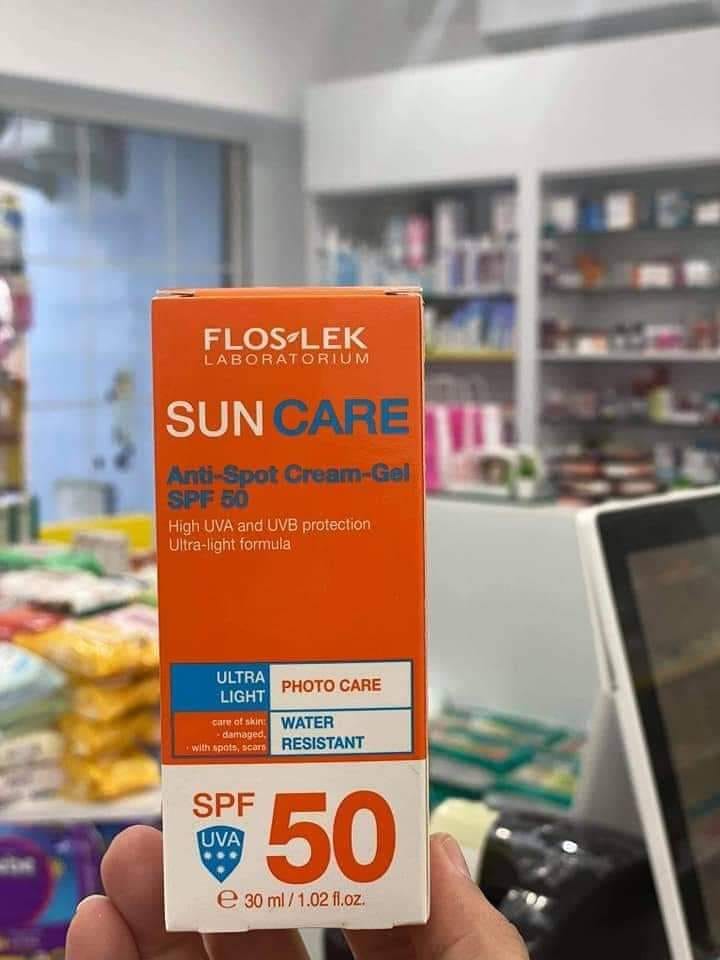 FLOS-LEK
LABORATORIUM
SUN CARE
Anti-Spot Cream-Gel
SPF 50
High UVA and UVB protection
Ultra-light formula
ULTRA
LIGHT
PHOTO CARE
care of skin:
- damaged,
- with spots, scars
WATER
RESISTANT
SPF 50
UVA
e 30 ml / 1.02 fl.oz.